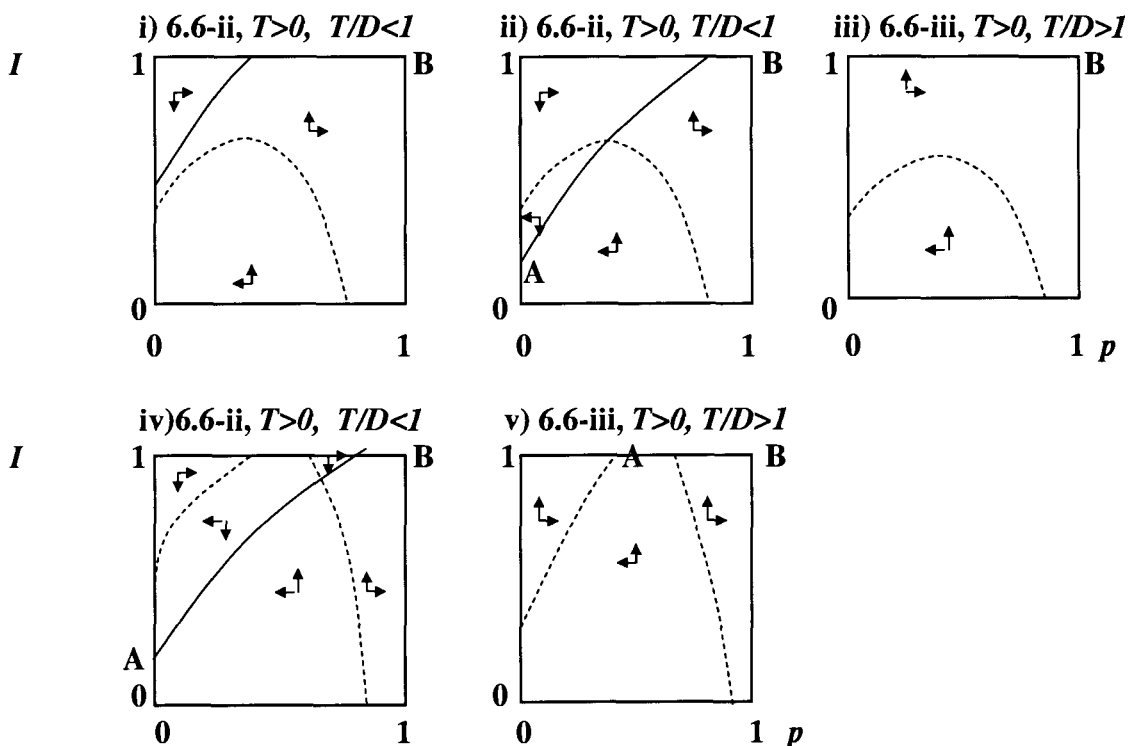 i) 6.6-ii, T>0, T/D<1
ii) 6.6-ii, T>0, T/D<1
iii) 6.6-iii, T>0, T/D>1
I
1
B
1
B
1
B
A
0
0
0
0
1
0
1
0
1 p
iv)6.6-ii, T>0, T/D<1
v) 6.6-iii, T>0, T/D>1
I
1
B
1
A
B
A
0
0
0
1
0
1 p